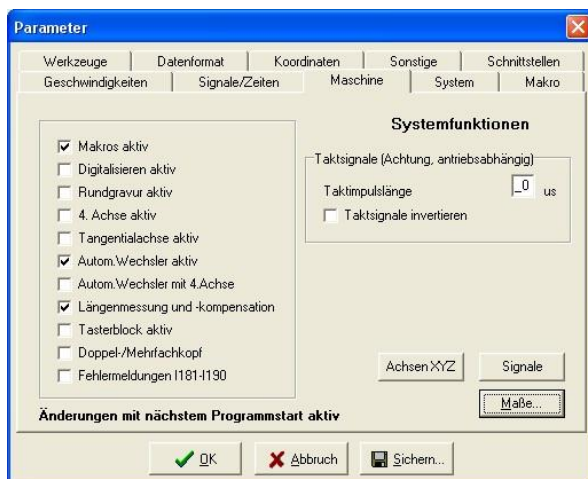 Parameter
Werkzeuge Datenformat Koordinaten Sonstige Schnittstellen
Geschwindigkeiten Signale/Zeiten Maschine System Makro
Makros aktiv
Digitalisieren aktiv
Rundgravur aktiv
4. Achse aktiv
Tangentialachse aktiv
Autom.Wechsler aktiv
Autom.Wechsler mit 4.Achse
Längenmessung und -kompensation
Tasterblock aktiv
Doppel-/Mehrfachkopf
Fehlermeldungen I181-I190
Änderungen mit nächstem Programmstart aktiv
Systemfunktionen
Taktsignale (Achtung, antriebsabhängig)
Taktimpulslänge _0 us
Taktsignale invertieren
Achsen XYZ Signale
Maße...
OK Abbruch Sichern...